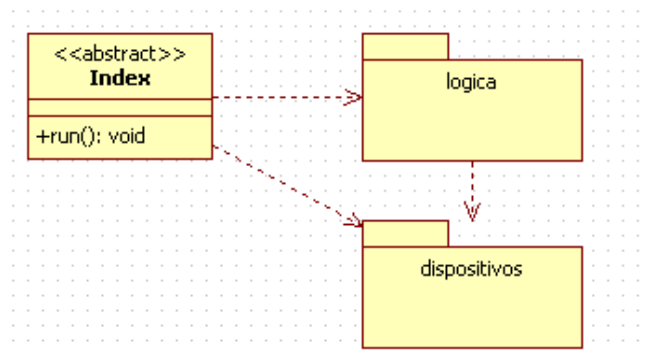 <<abstract>>
Index
+run(): void
logica
dispositivos